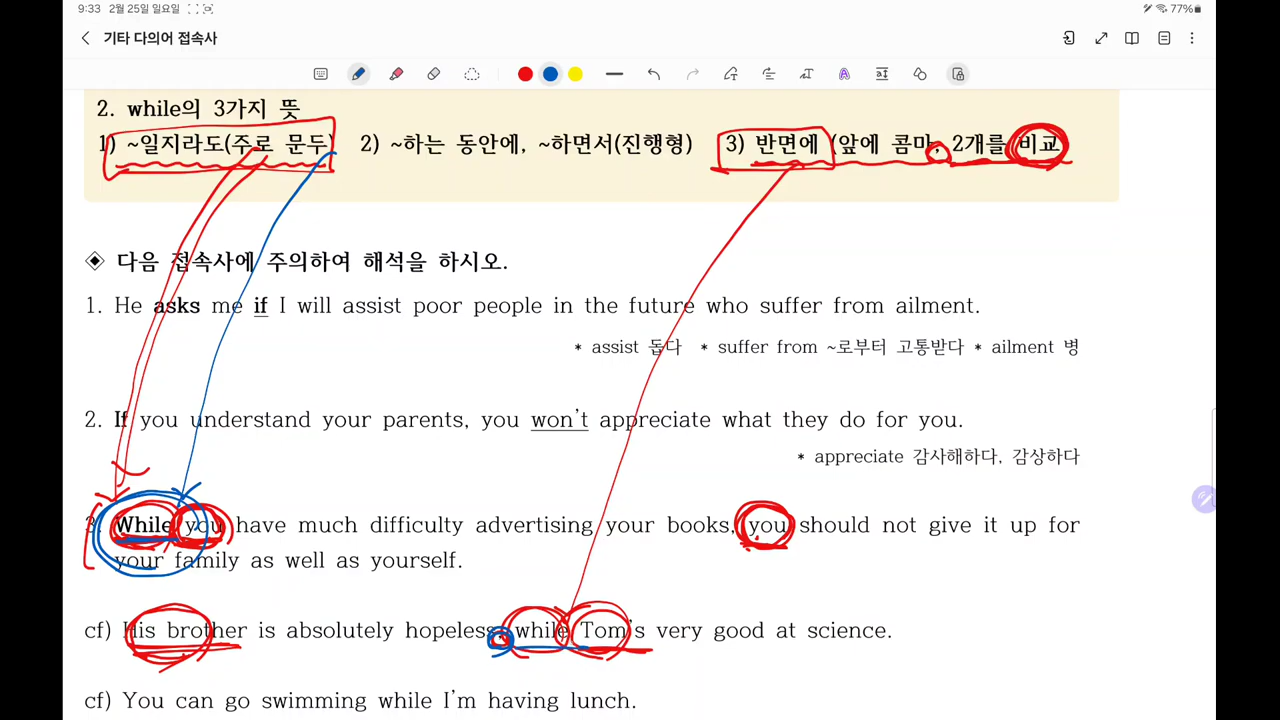 9:33 2월 25일 일요일
77%
기타 다의어 접속사
2. while의 3가지 뜻
1) ~일지라도(주로 문두) 2) ~하는 동안에, ~하면서(진행형) 3) 반면에 (앞에 콤마, 2개를 비교
◈ 다음 접속사에 주의하여 해석을 하시오.
1. He asks me if I will assist poor people in the future who suffer from ailment.
* assist 돕다 * suffer from ~로부터 고통받다 * ailment 병
2. If you understand your parents, you won't appreciate what they do for you.
* appreciate 감사해하다, 감상하다
3. While you have much difficulty advertising your books, you should not give it up for
your family as well as yourself.
cf) His brother is absolutely hopeless, while Tom's very good at science.
cf) You can go swimming while I'm having lunch.